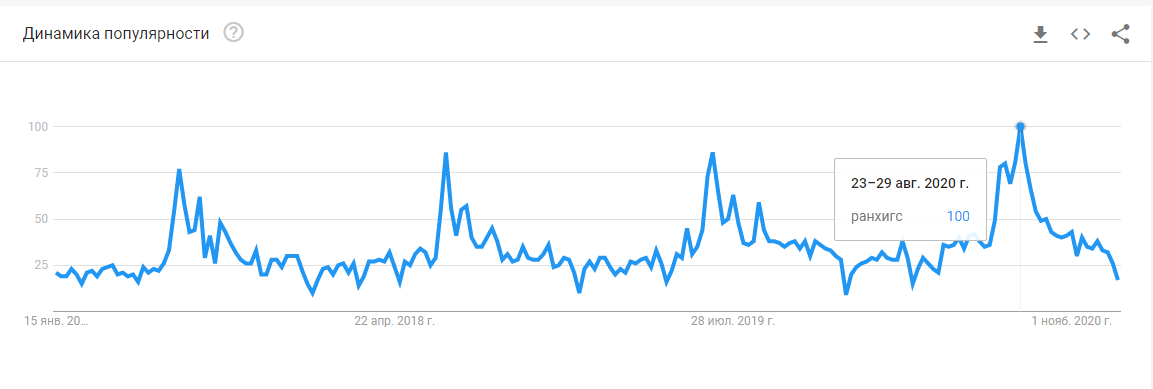 Динамика популярности
100
75
50
25
23–29 авг. 2020 г.
ранхигс 100
15 янв. 20... 22 апр. 2018 г. 28 июл. 2019 г. 1 нояб. 2020 г.